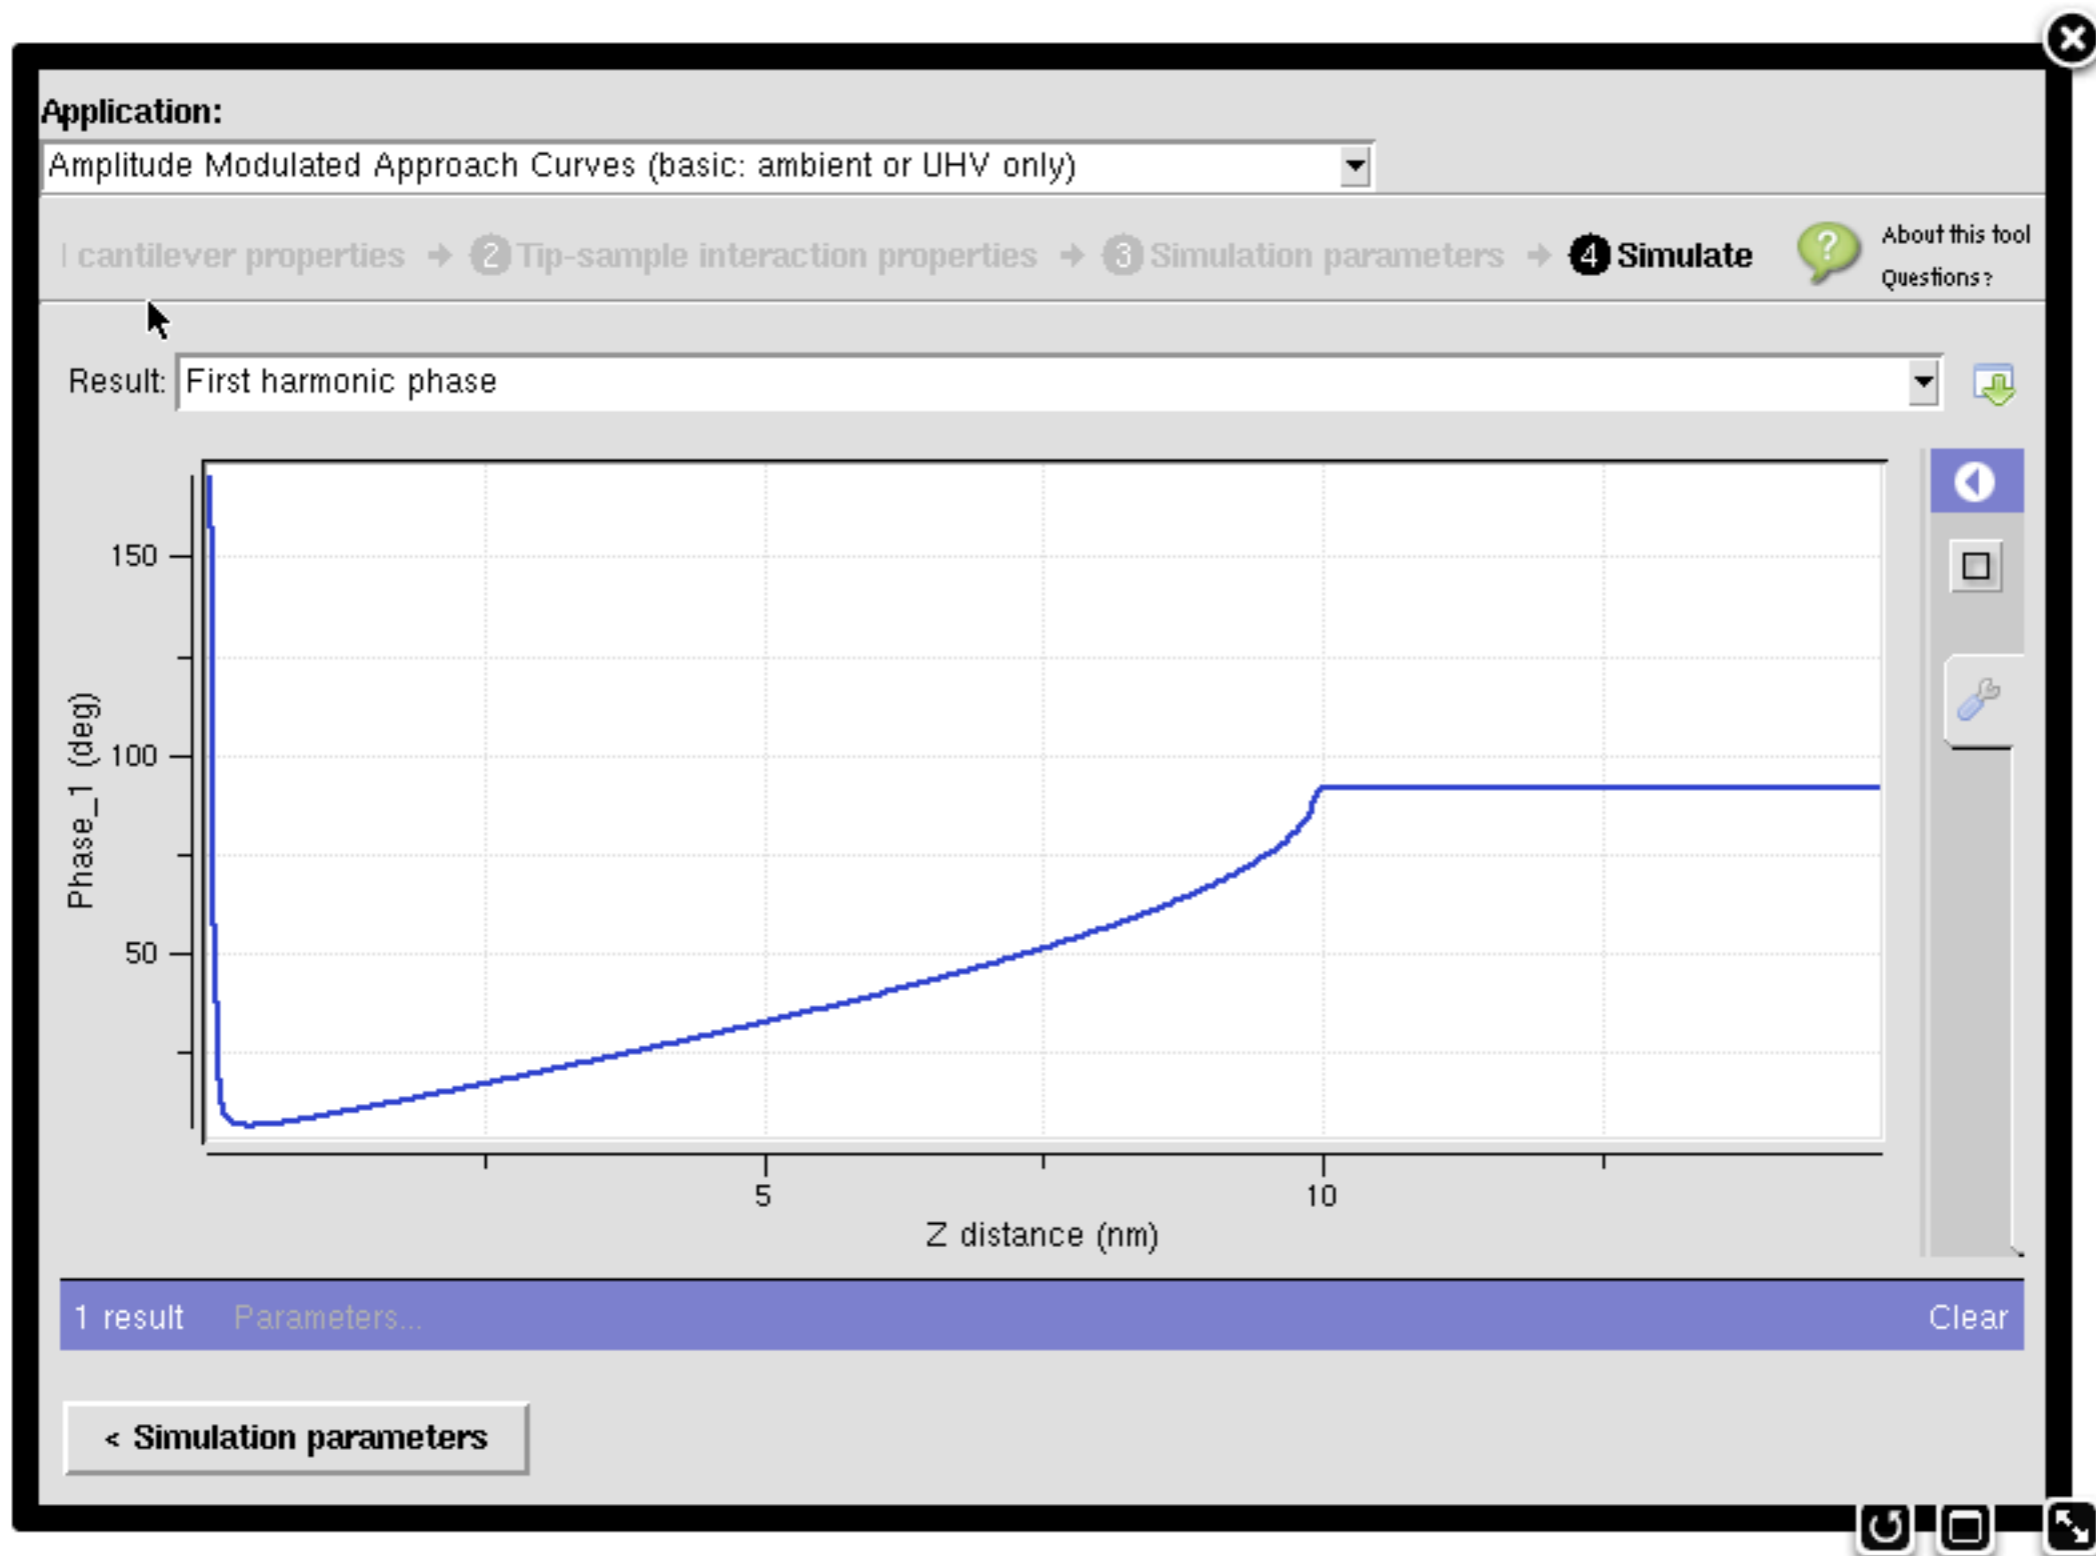 Application:
Amplitude Modulated Approach Curves (basic: ambient or UHV only)
cantilever properties → 2 Tip-sample interaction properties → 3 Simulation parameters → 4 Simulate
? About this tool
Questions?
Result: First harmonic phase
150
100
50
Phase_1 (deg)
5 10
Z distance (nm)
1 result Parameters... Clear
< Simulation parameters